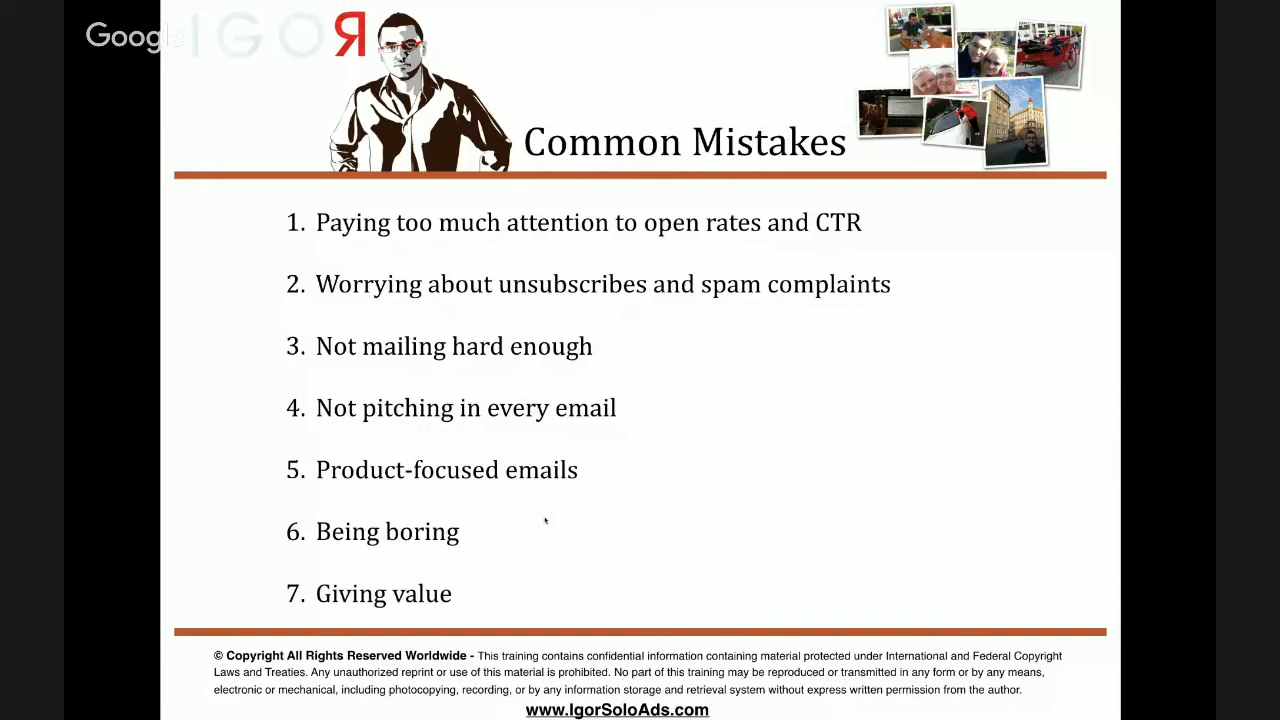 Google IGOЯ
Common Mistakes
1. Paying too much attention to open rates and CTR
2. Worrying about unsubscribes and spam complaints
3. Not mailing hard enough
4. Not pitching in every email
5. Product-focused emails
6. Being boring
7. Giving value
© Copyright All Rights Reserved Worldwide - This training contains confidential information containing material protected under International and Federal Copyright
Laws and Treaties. Any unauthorized reprint or use of this material is prohibited. No part of this training may be reproduced or transmitted in any form or by any means,
electronic or mechanical, including photocopying, recording, or by any information storage and retrieval system without express written permission from the author.
www.IgorSoloAds.com